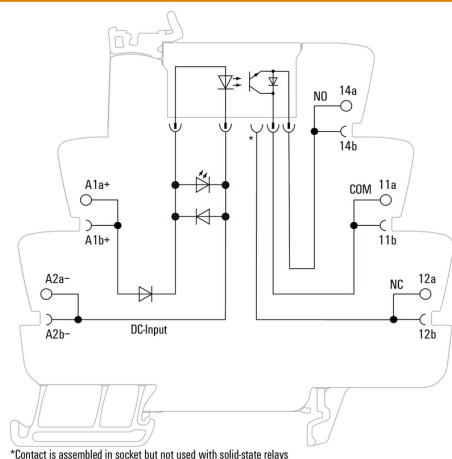 NO
14a
14b
*
A1a+
A1b+
COM
11a
11b
A2a–
A2b–
DC-Input
NC
12a
12b
*Contact is assembled in socket but not used with solid-state relays